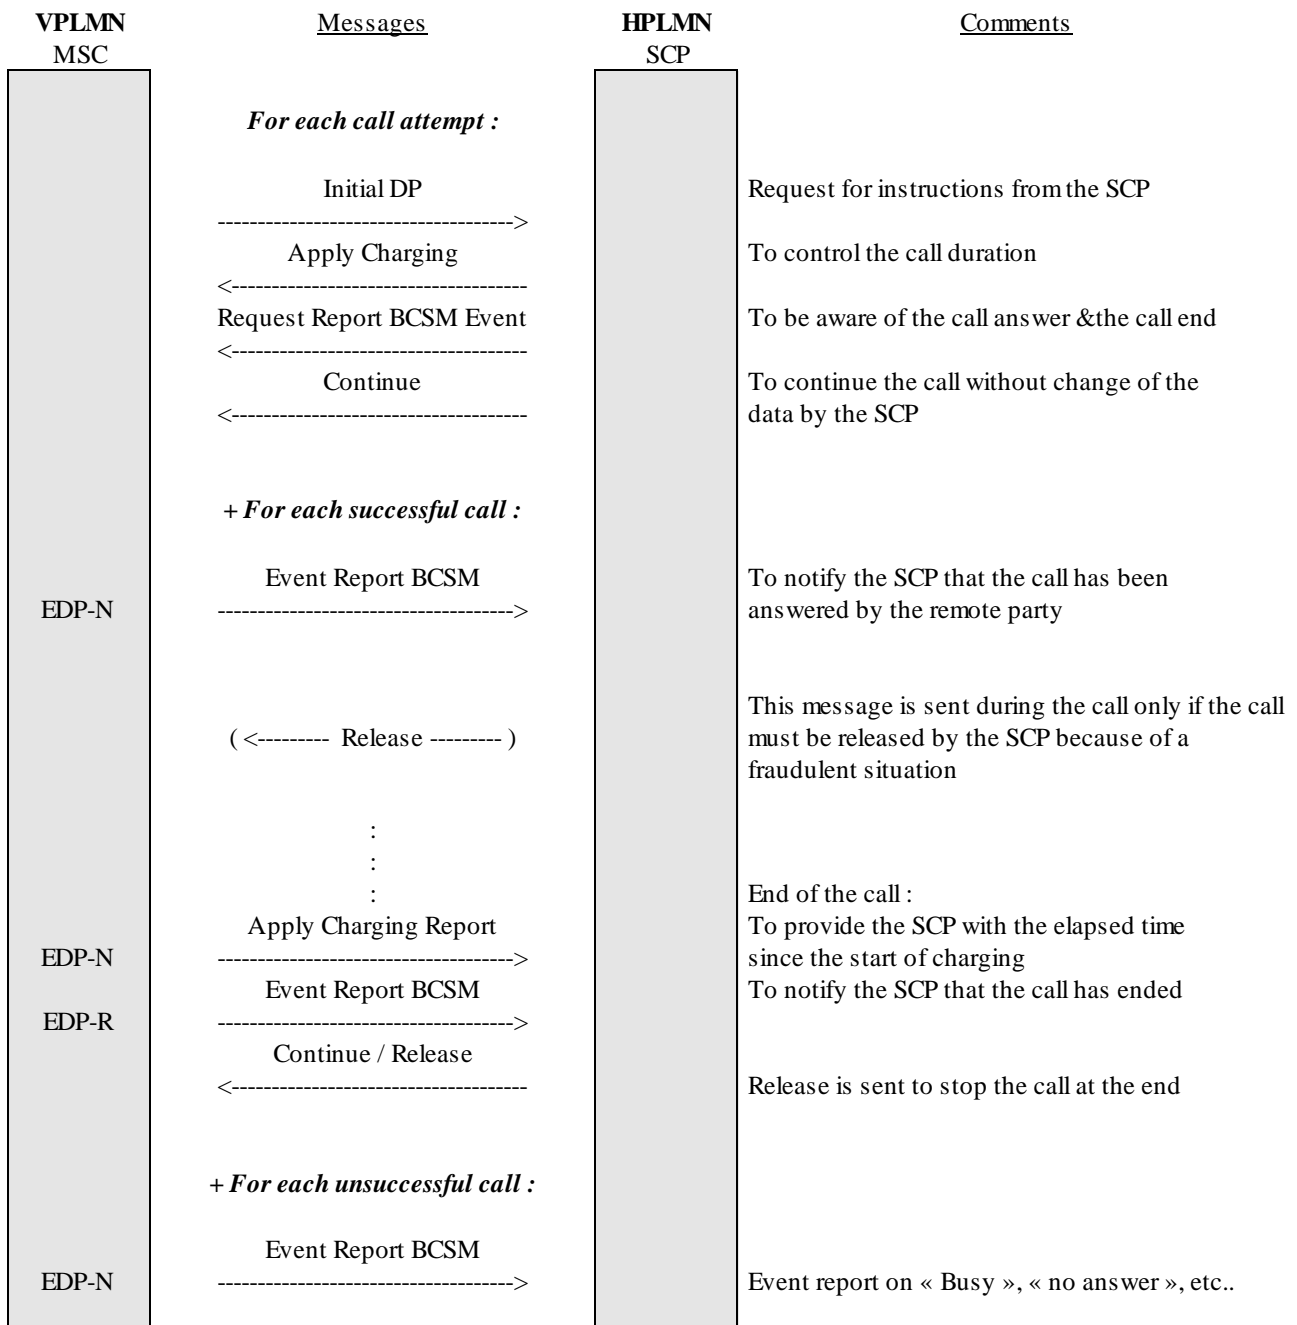 VPLMN Messages HPLMN Comments
MSC SCP
For each call attempt :
Initial DP Request for instructions from the SCP
------------------------------------->
Apply Charging To control the call duration
<-------------------------------------
Request Report BCSM Event To be aware of the call answer &the call end
<-------------------------------------
Continue To continue the call without change of the
<------------------------------------- data by the SCP
+ For each successful call :
Event Report BCSM To notify the SCP that the call has been
EDP-N -------------------------------------> answered by the remote party
This message is sent during the call only if the call
( <--------- Release --------- ) must be released by the SCP because of a
fraudulent situation
:
:
: End of the call :
Apply Charging Report To provide the SCP with the elapsed time
EDP-N -------------------------------------> since the start of charging
Event Report BCSM To notify the SCP that the call has ended
EDP-R ------------------------------------->
Continue / Release
<------------------------------------- Release is sent to stop the call at the end
+ For each unsuccessful call :
Event Report BCSM
EDP-N -------------------------------------> Event report on « Busy », « no answer », etc..